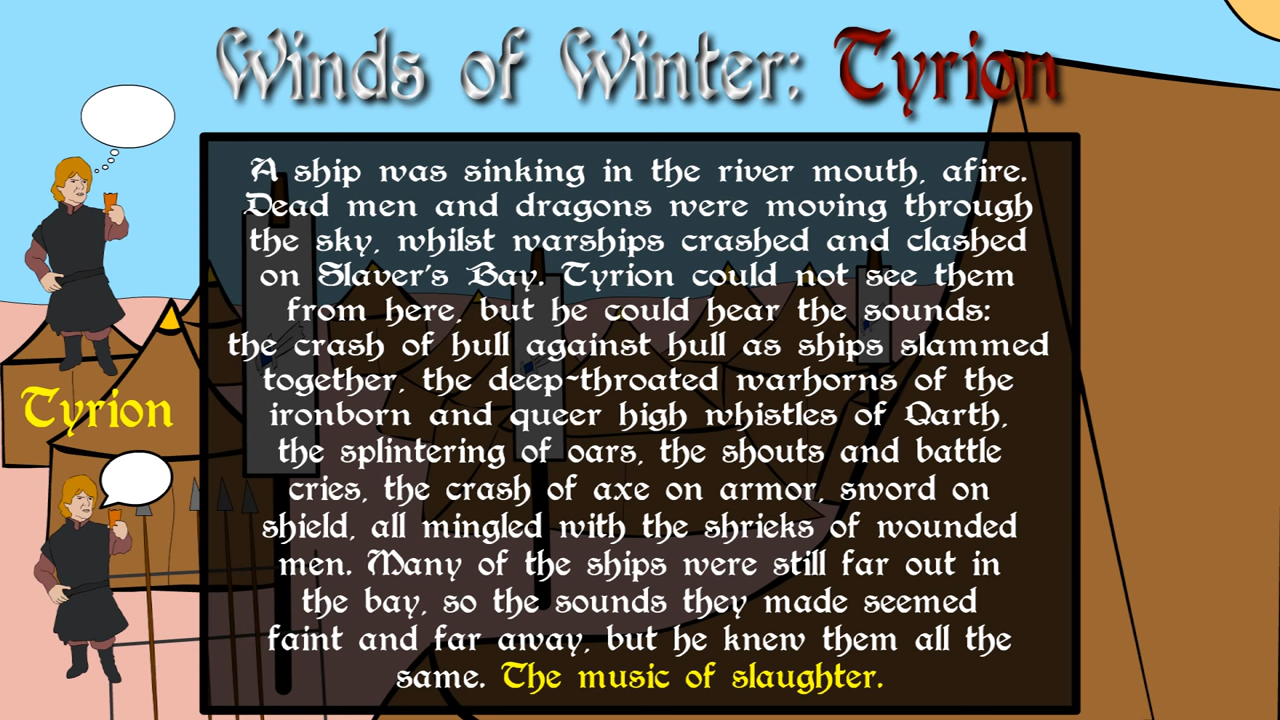 Winds of Winter: Tyrion
A ship was sinking in the river mouth, afire.
Dead men and dragons were moving through
the sky, whilst warships crashed and clashed
on Slaver's Bay. Tyrion could not see them
from here, but he could hear the sounds:
the crash of hull against hull as ships slammed
together, the deep-throated warhorns of the
ironborn and queer high whistles of Qarth,
the splintering of oars, the shouts and battle
cries, the crash of axe on armor, sword on
shield, all mingled with the shrieks of wounded
men. Many of the ships were still far out in
the bay, so the sounds they made seemed
faint and far away, but he knew them all the
same. The music of slaughter.
Tyrion